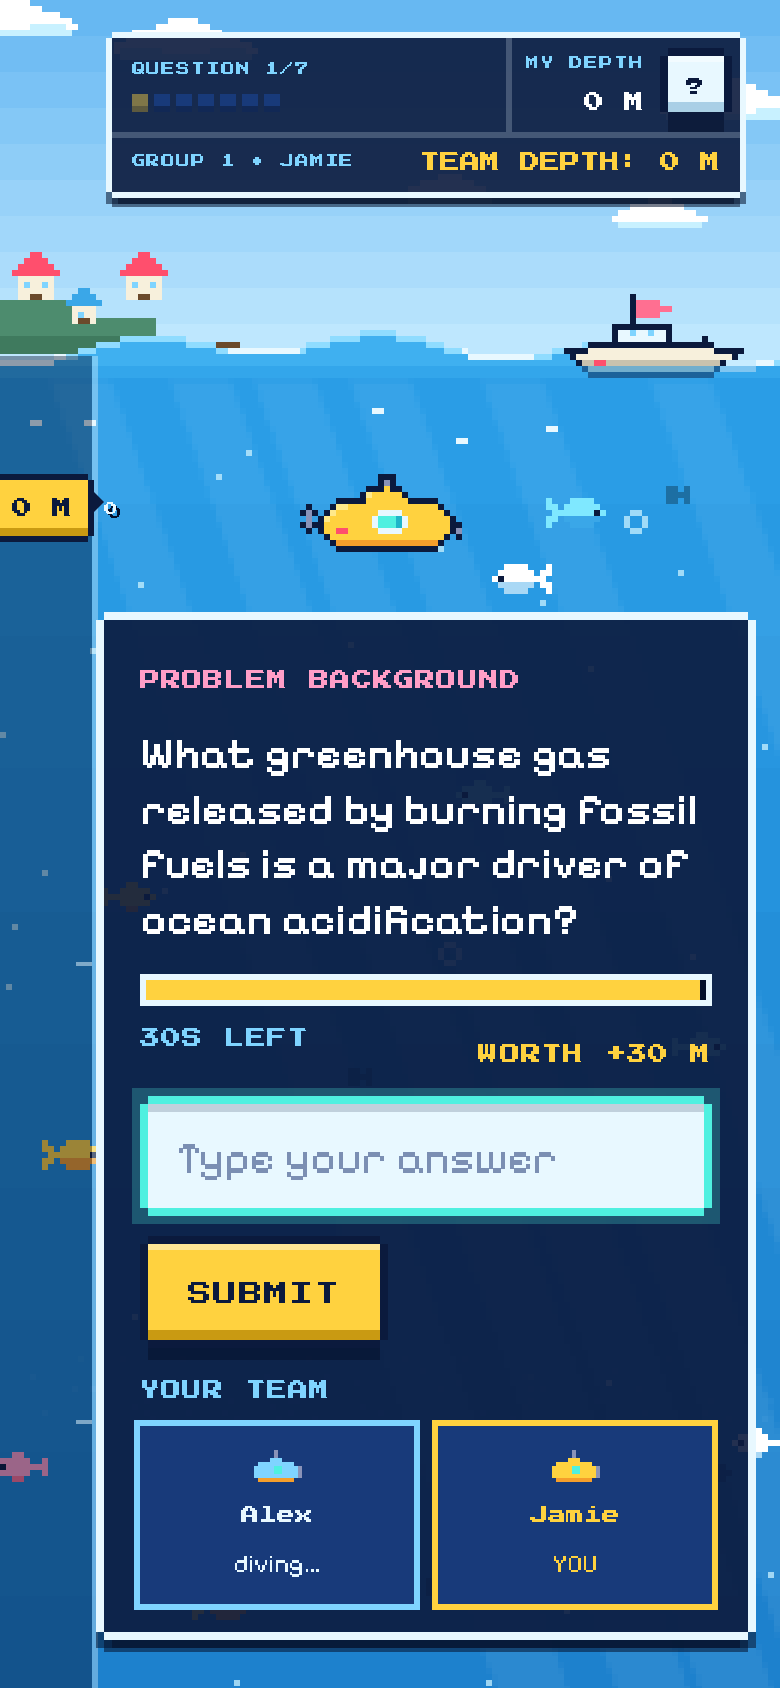 QUESTION 1/7
MY DEPTH
0 M
?
GROUP 1 • JAMIE
TEAM DEPTH: 0 M
0 M
PROBLEM BACKGROUND
What greenhouse gas
released by burning fossil
fuels is a major driver of
ocean acidification?
30S LEFT
WORTH +30 M
Type your answer
SUBMIT
YOUR TEAM
Alex
diving...
Jamie
YOU